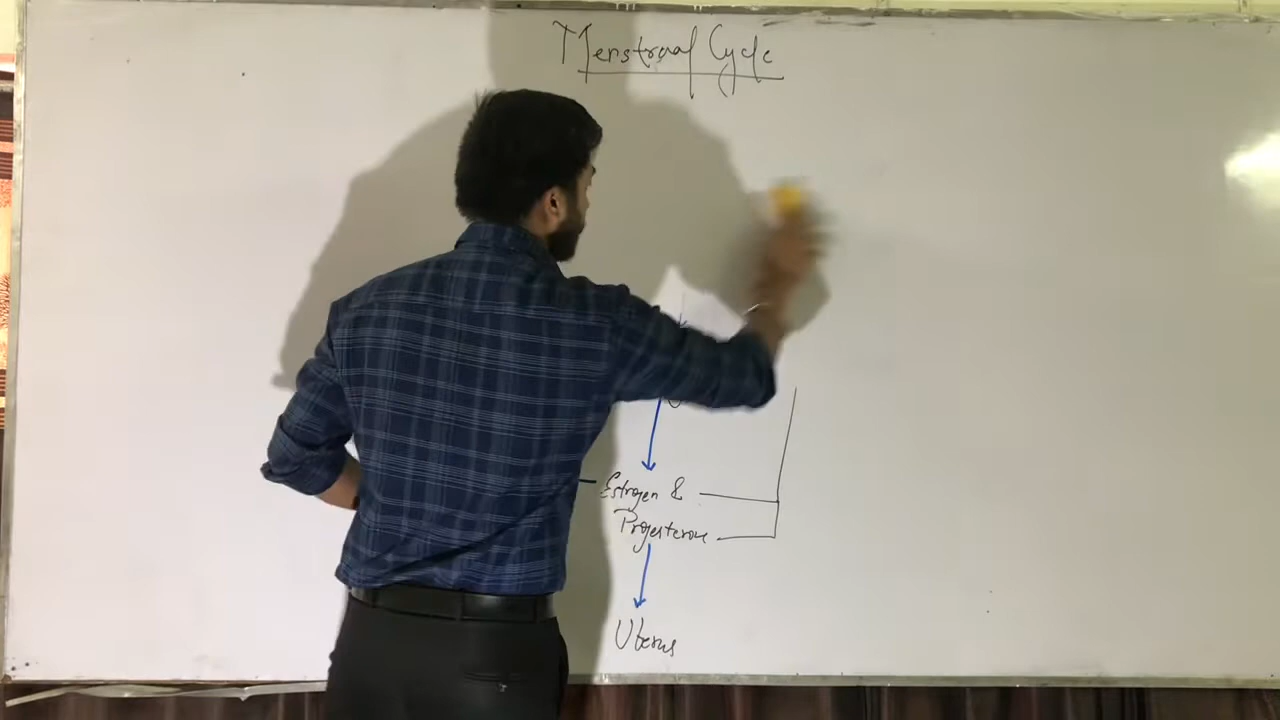 Menstrual Cycle
Estrogen &
Progesterone
Uterus